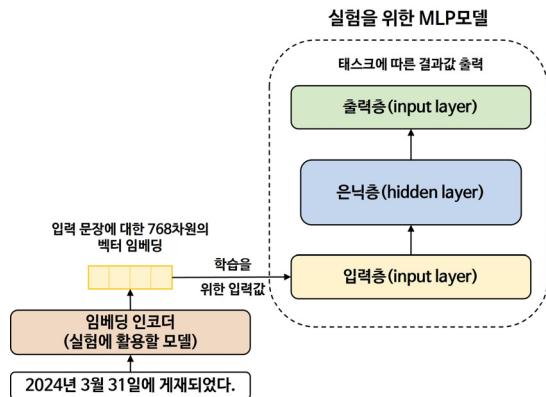 실험을 위한 MLP모델
태스크에 따른 결과값 출력
출력층(input layer)
은닉층(hidden layer)
입력층(input layer)
입력 문장에 대한 768차원의
벡터 임베딩
학습을
위한 입력값
임베딩 인코더
(실험에 활용할 모델)
2024년 3월 31일에 게재되었다.